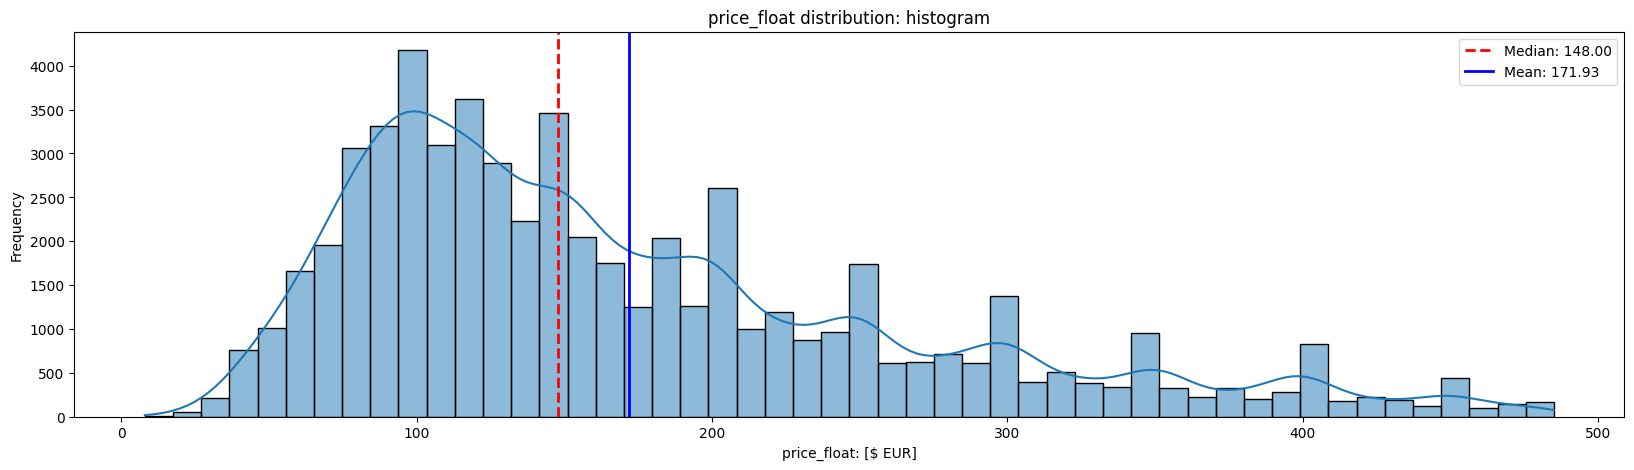 price_float distribution: histogram
Median: 148.00
Mean: 171.93
Frequency
4000
3500
3000
2500
2000
1500
1000
500
0
0 100 200 300 400 500
price_float: [$ EUR]